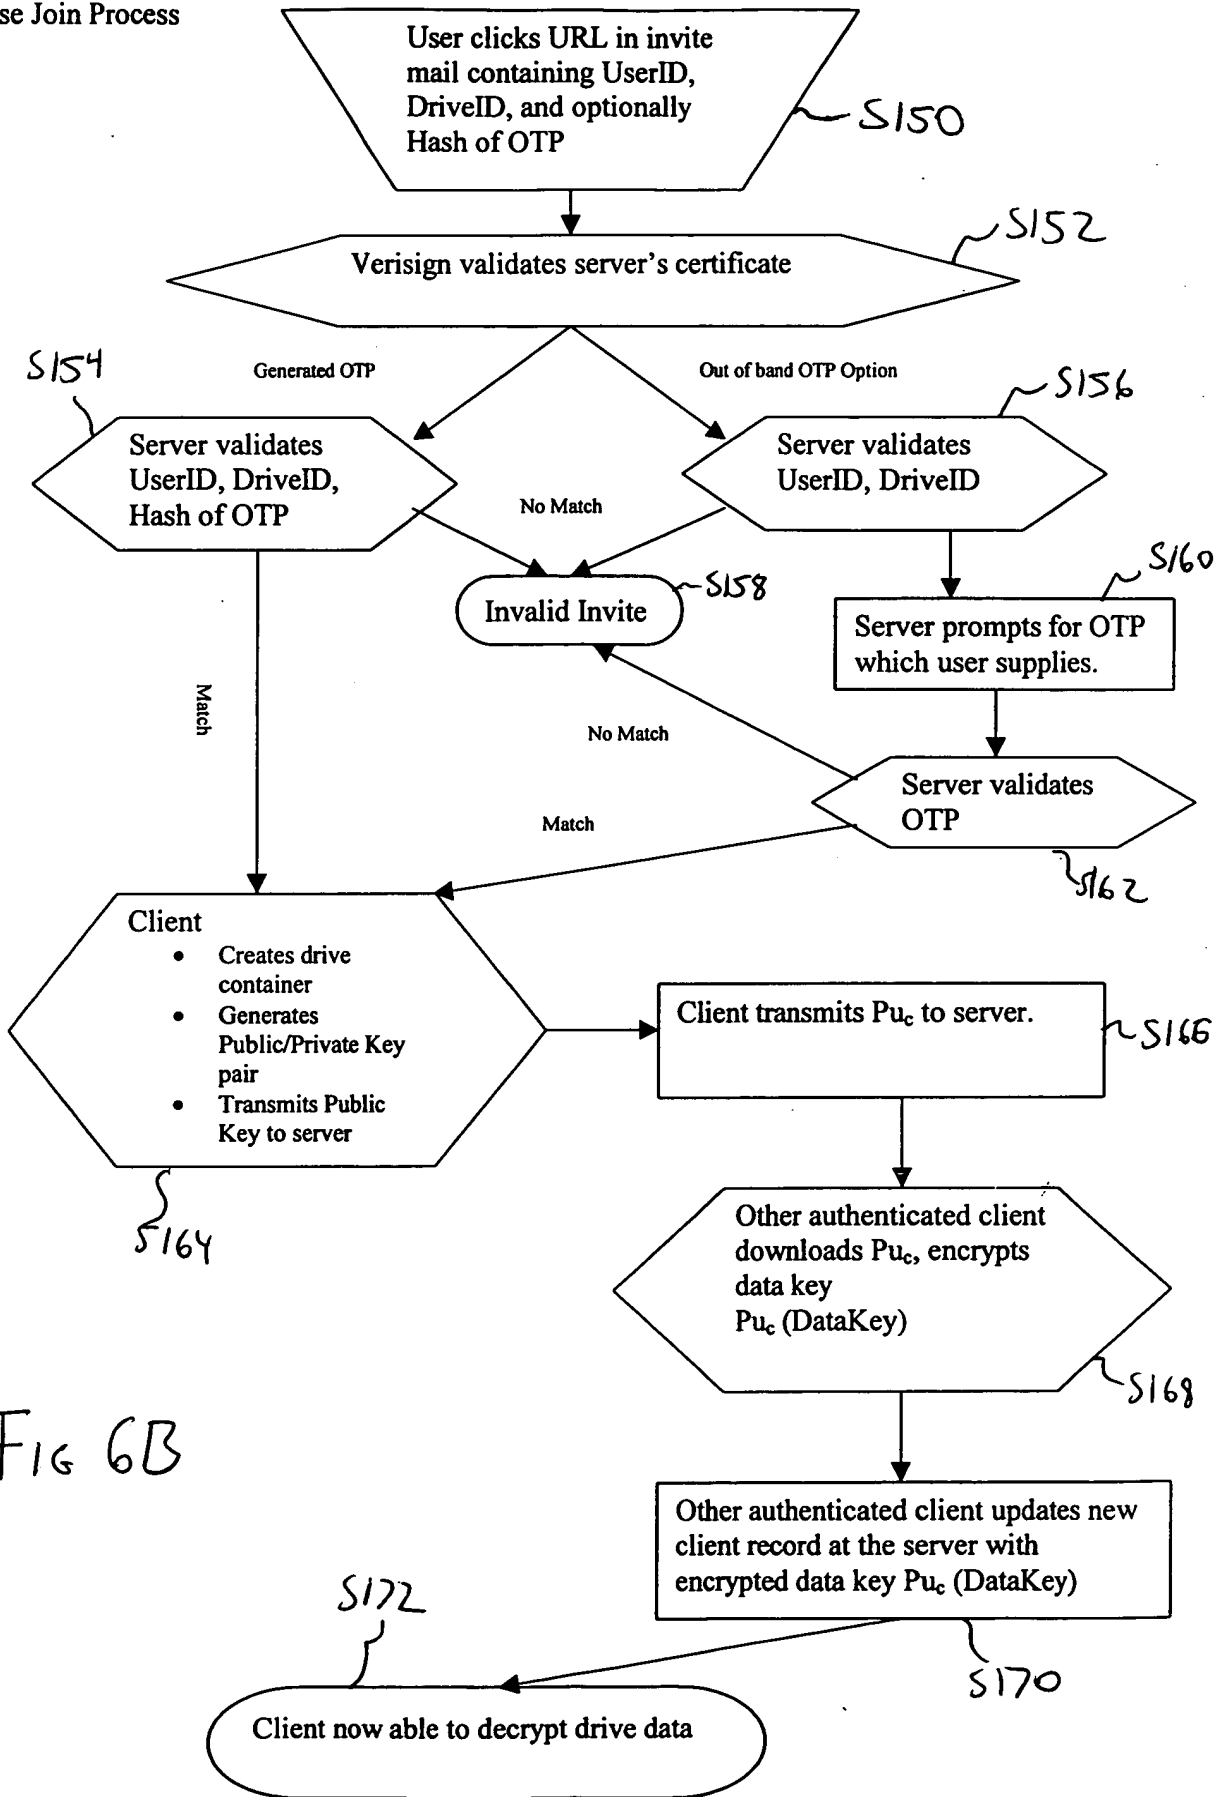 se Join Process
User clicks URL in invite
mail containing UserID,
DriveID, and optionally
Hash of OTP
S150
S152
Verisign validates server's certificate
S154
Generated OTP
Out of band OTP Option
S156
Server validates
UserID, DriveID,
Hash of OTP
Server validates
UserID, DriveID
No Match
S158
Invalid Invite
S160
Server prompts for OTP
which user supplies.
Match
No Match
Server validates
OTP
S162
Match
Client
• Creates drive
container
• Generates
Public/Private Key
pair
• Transmits Public
Key to server
S164
Client transmits Puc to server.
S166
Other authenticated client
downloads Puc, encrypts
data key
Puc (DataKey)
S168
FIG 6B
Other authenticated client updates new
client record at the server with
encrypted data key Puc (DataKey)
S170
S172
Client now able to decrypt drive data